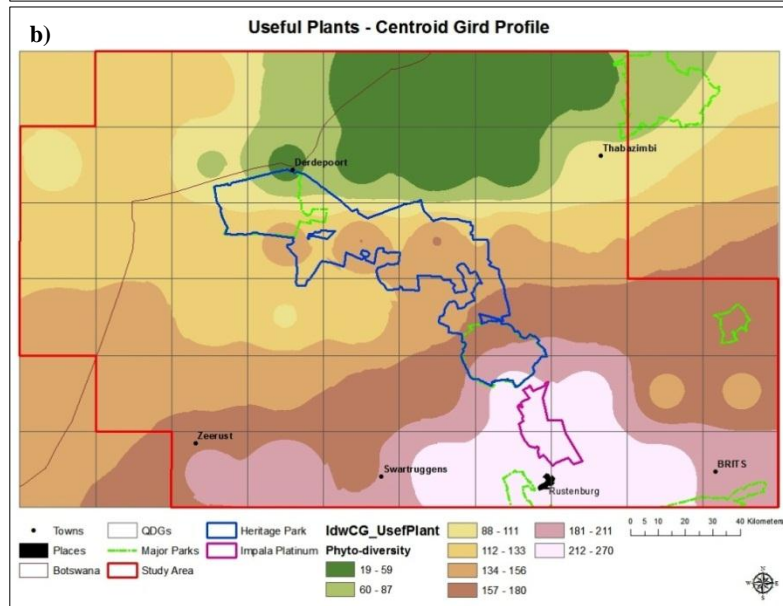 b)
Useful Plants - Centroid Gird Profile
Derdepoort
Thabazimbi
Zeerust
Swartruggens
BRITS
Rustenburg
Towns
QDGs
Heritage Park
IdwCG_UsefPlant
88 - 111
181 - 211
0 5 10 20 30 40 Kilometers
Places
Major Parks
Impala Platinum
Phyto-diversity
112 - 133
212 - 270
Botswana
Study Area
19 - 59
134 - 156
60 - 87
157 - 180
N